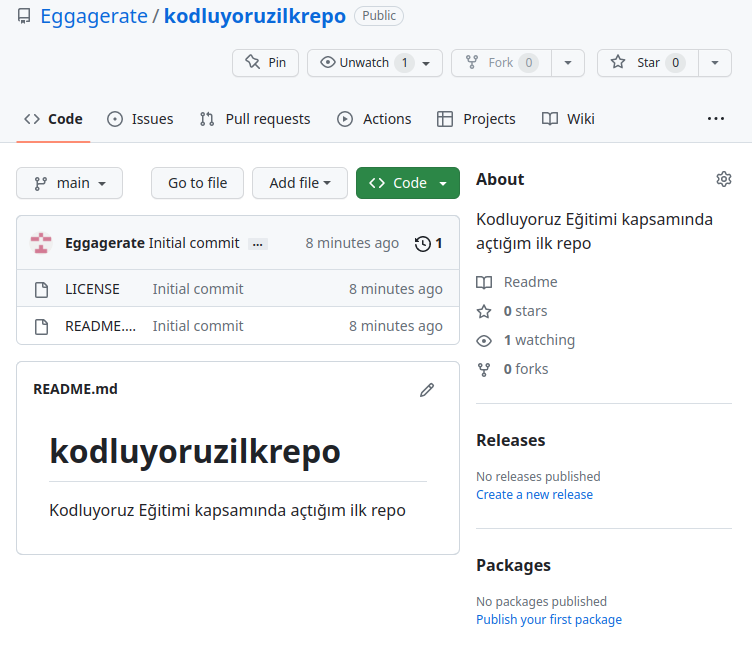 Eggagerate / kodluyoruzilkrepo Public
Pin Unwatch 1 Fork 0 Star 0
Code Issues Pull requests Actions Projects Wiki ...
main Go to file Add file Code
Eggagerate Initial commit ... 8 minutes ago 1
LICENSE Initial commit 8 minutes ago
README.... Initial commit 8 minutes ago
README.md
kodluyoruzilkrepo
Kodluyoruz Eğitimi kapsamında açtığım ilk repo
About
Kodluyoruz Eğitimi kapsamında
açtığım ilk repo
Readme
0 stars
1 watching
0 forks
Releases
No releases published
Create a new release
Packages
No packages published
Publish your first package